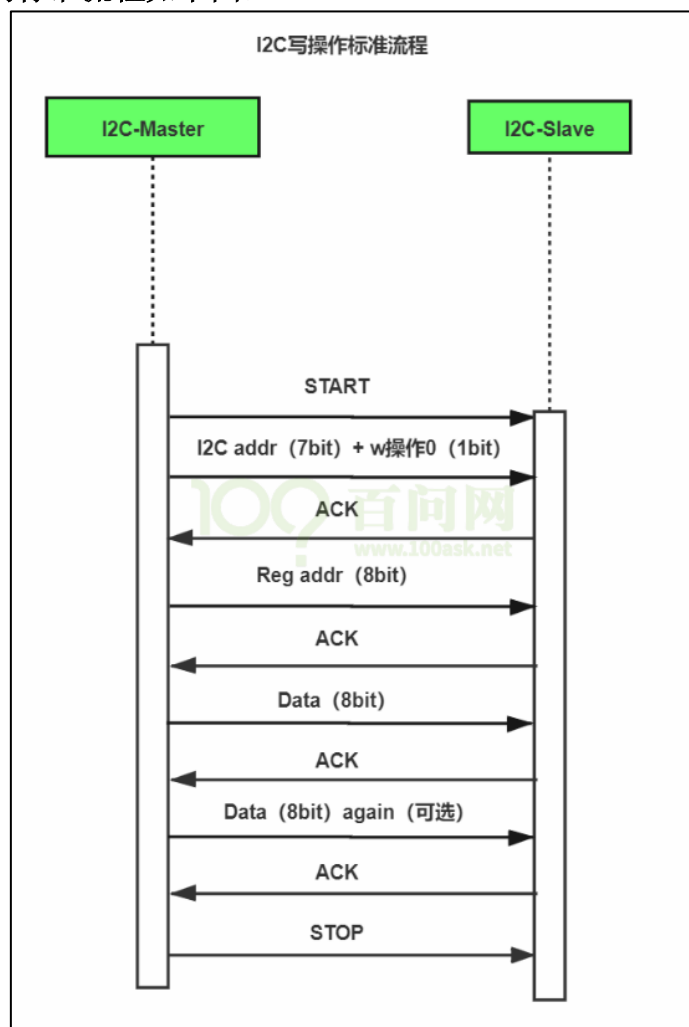 I2C写操作标准流程
I2C-Master
I2C-Slave
START
I2C addr（7bit）+ w操作0（1bit）
ACK
100 百问网
www.100ask.net
Reg addr（8bit）
ACK
Data（8bit）
ACK
Data（8bit）again（可选）
ACK
STOP